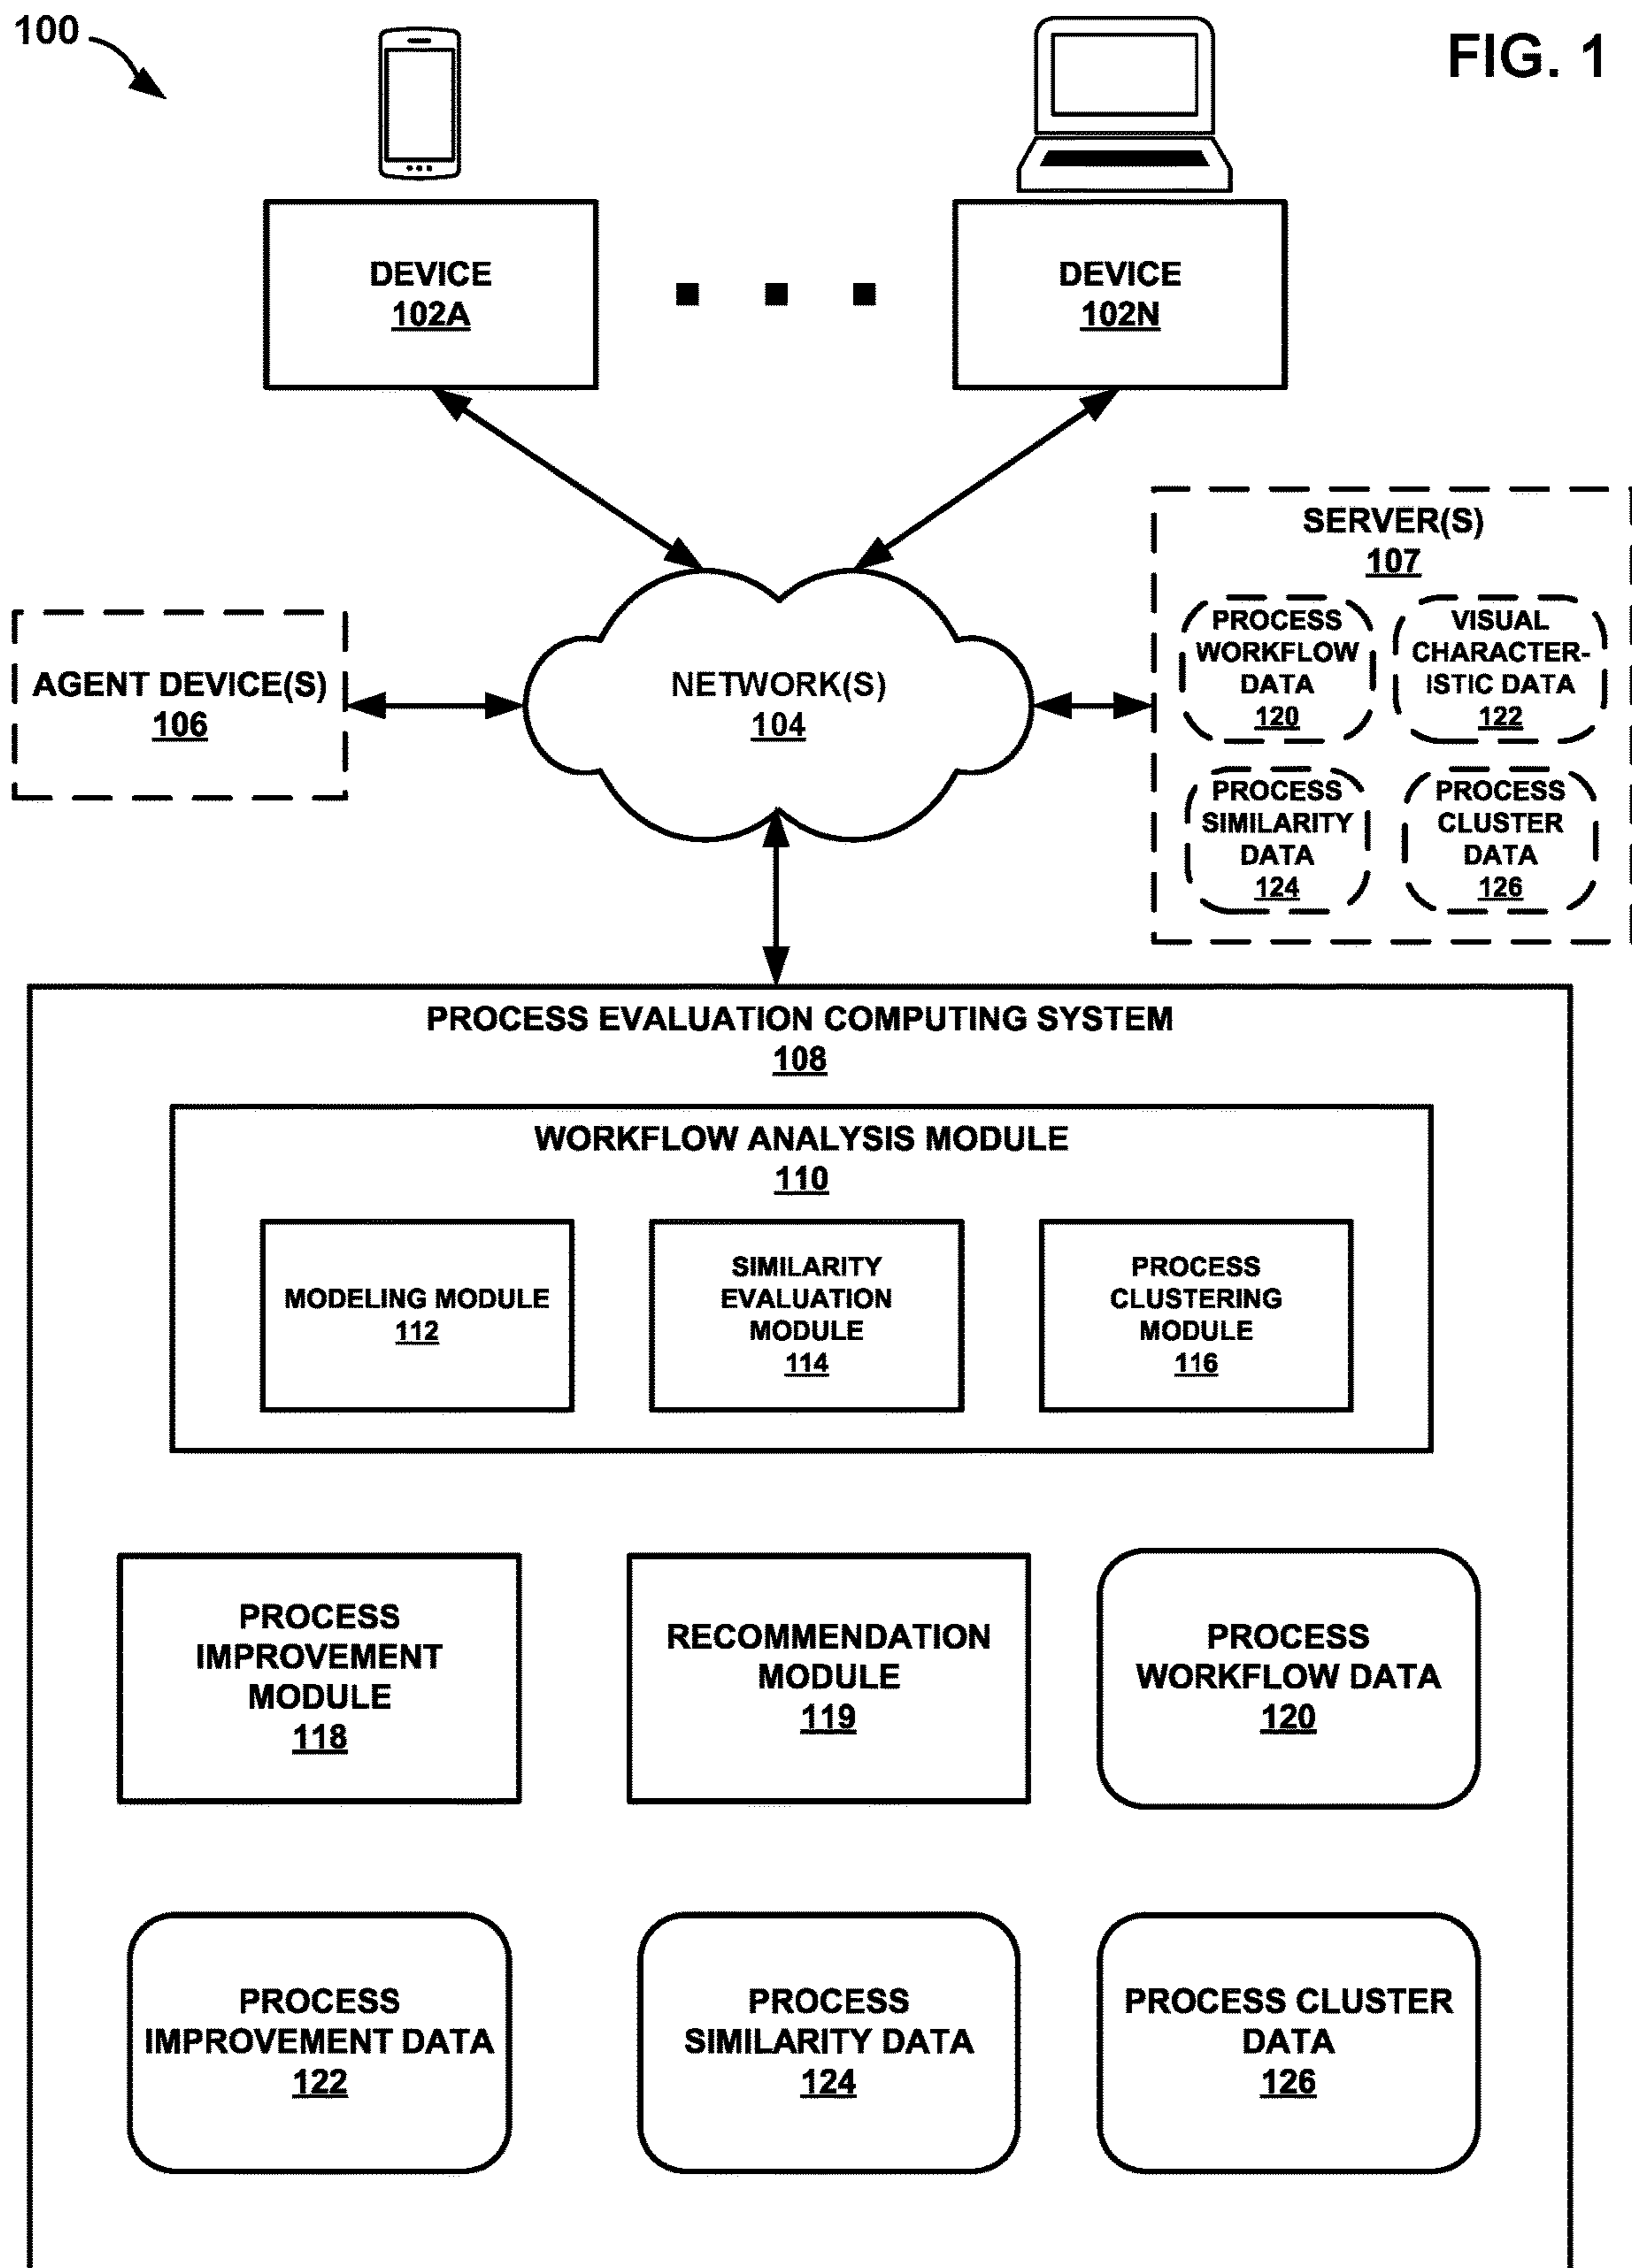 100
FIG. 1
DEVICE
102A
DEVICE
102N
SERVER(S)
107
PROCESS
WORKFLOW
DATA
120
VISUAL
CHARACTER-
ISTIC DATA
122
PROCESS
SIMILARITY
DATA
124
PROCESS
CLUSTER
DATA
126
AGENT DEVICE(S)
106
NETWORK(S)
104
PROCESS EVALUATION COMPUTING SYSTEM
108
WORKFLOW ANALYSIS MODULE
110
MODELING MODULE
112
SIMILARITY
EVALUATION
MODULE
114
PROCESS
CLUSTERING
MODULE
116
PROCESS
IMPROVEMENT
MODULE
118
RECOMMENDATION
MODULE
119
PROCESS
WORKFLOW DATA
120
PROCESS
IMPROVEMENT DATA
122
PROCESS
SIMILARITY DATA
124
PROCESS CLUSTER
DATA
126